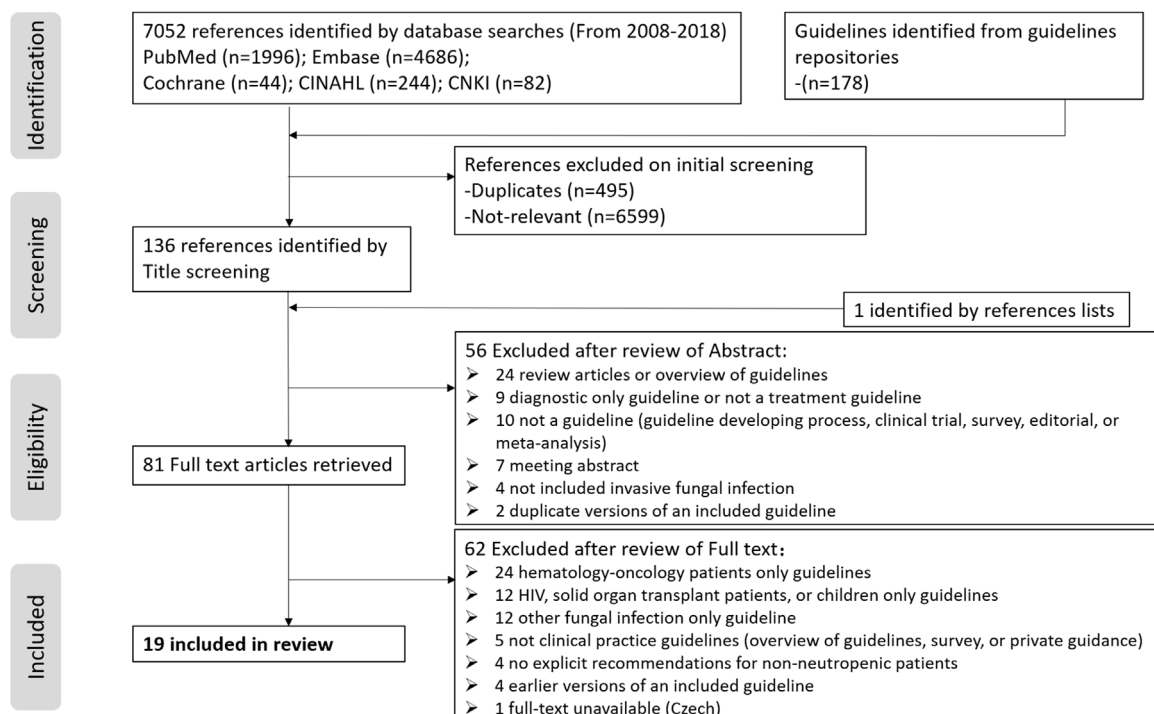 Identification
7052 references identified by database searches (From 2008-2018)
PubMed (n=1996); Embase (n=4686);
Cochrane (n=44); CINAHL (n=244); CNKI (n=82)
Guidelines identified from guidelines
repositories
-(n=178)
References excluded on initial screening
-Duplicates (n=495)
-Not-relevant (n=6599)
Screening
136 references identified by
Title screening
1 identified by references lists
Eligibility
56 Excluded after review of Abstract:
➢ 24 review articles or overview of guidelines
➢ 9 diagnostic only guideline or not a treatment guideline
➢ 10 not a guideline (guideline developing process, clinical trial, survey, editorial, or
meta-analysis)
➢ 7 meeting abstract
➢ 4 not included invasive fungal infection
➢ 2 duplicate versions of an included guideline
81 Full text articles retrieved
Included
62 Excluded after review of Full text：
➢ 24 hematology-oncology patients only guidelines
➢ 12 HIV, solid organ transplant patients, or children only guidelines
➢ 12 other fungal infection only guideline
➢ 5 not clinical practice guidelines (overview of guidelines, survey, or private guidance)
➢ 4 no explicit recommendations for non-neutropenic patients
➢ 4 earlier versions of an included guideline
➢ 1 full-text unavailable (Czech)
19 included in review